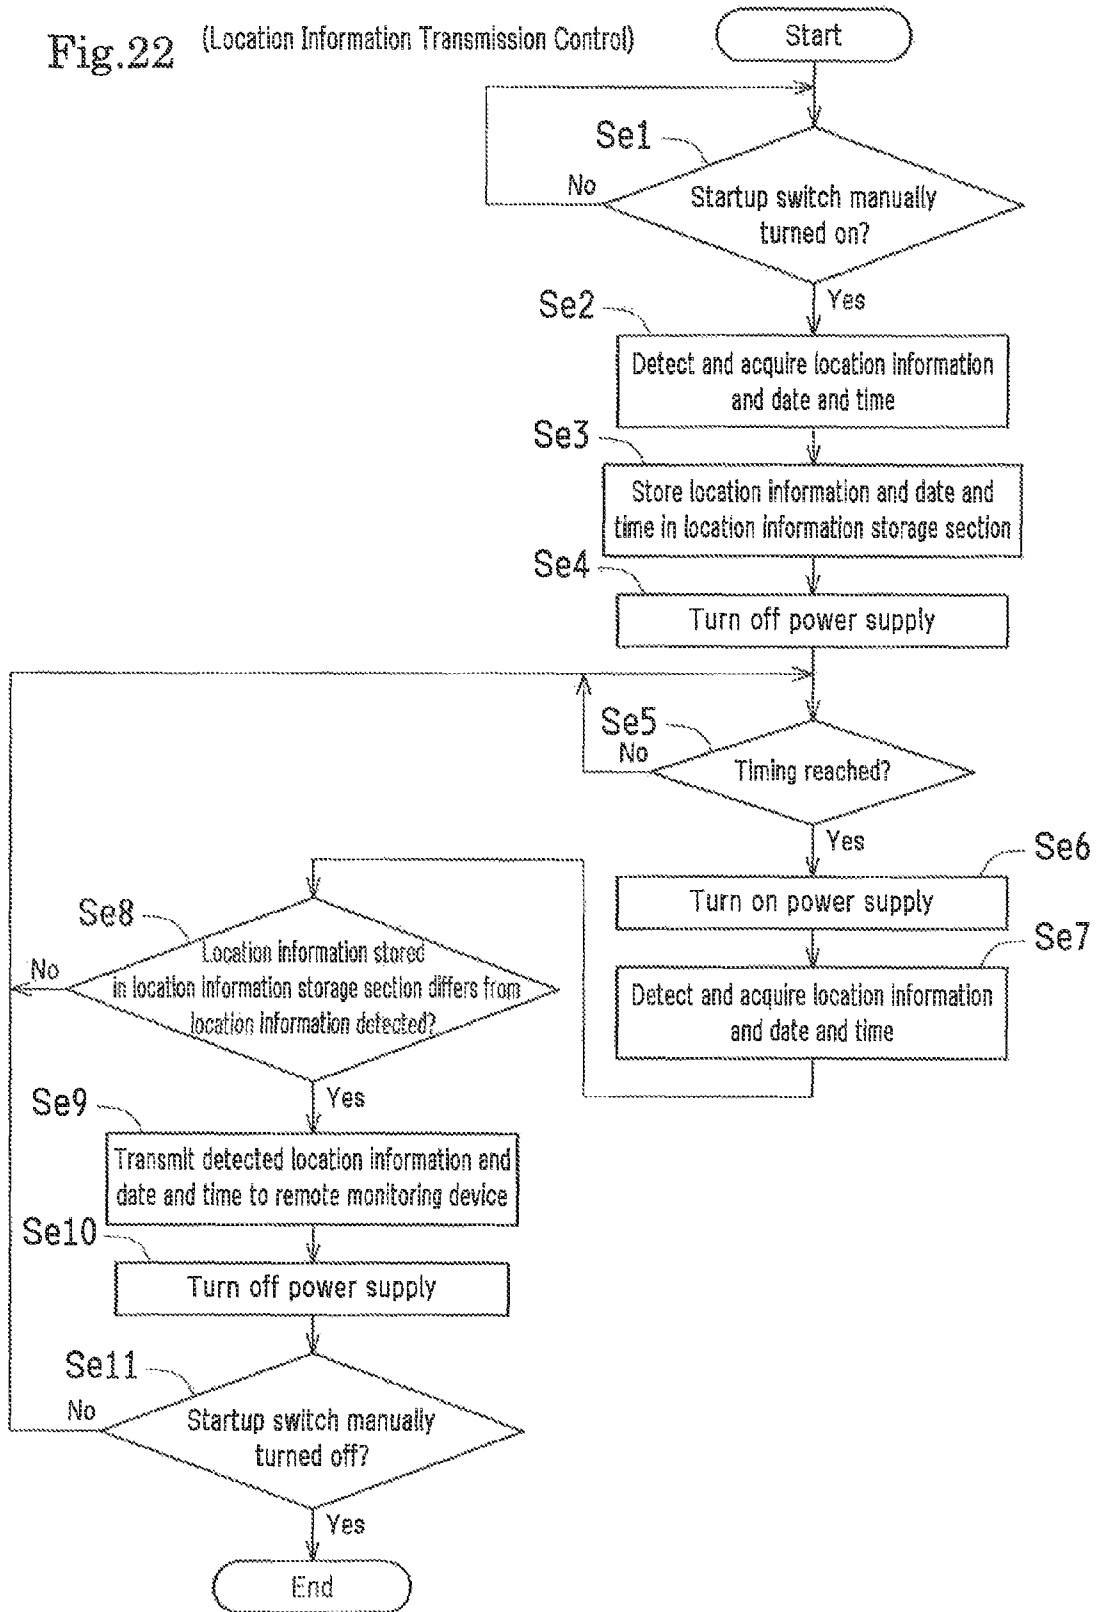 Fig.22 (Location Information Transmission Control)
Start
Se1
No
Startup switch manually
turned on?
Yes
Se2
Detect and acquire location information
and date and time
Se3
Store location information and date and
time in location information storage section
Se4
Turn off power supply
Se5
No
Timing reached?
Yes
Se6
Turn on power supply
Se7
Detect and acquire location information
and date and time
Se8
No
Location information stored
in location information storage section differs from
location information detected?
Yes
Se9
Transmit detected location information and
date and time to remote monitoring device
Se10
Turn off power supply
Se11
No
Startup switch manually
turned off?
Yes
End